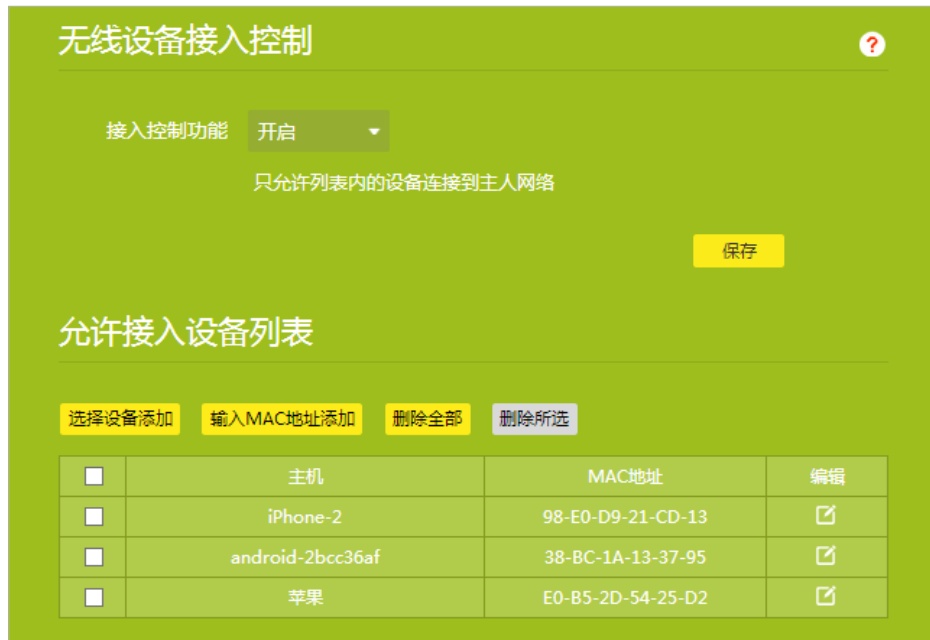 无线设备接入控制
?
接入控制功能 开启
只允许列表内的设备连接到主人网络
保存
允许接入设备列表
选择设备添加 输入MAC地址添加 删除全部 删除所选
主机 MAC地址 编辑
iPhone-2 98-E0-D9-21-CD-13
android-2bcc36af 38-BC-1A-13-37-95
苹果 E0-B5-2D-54-25-D2